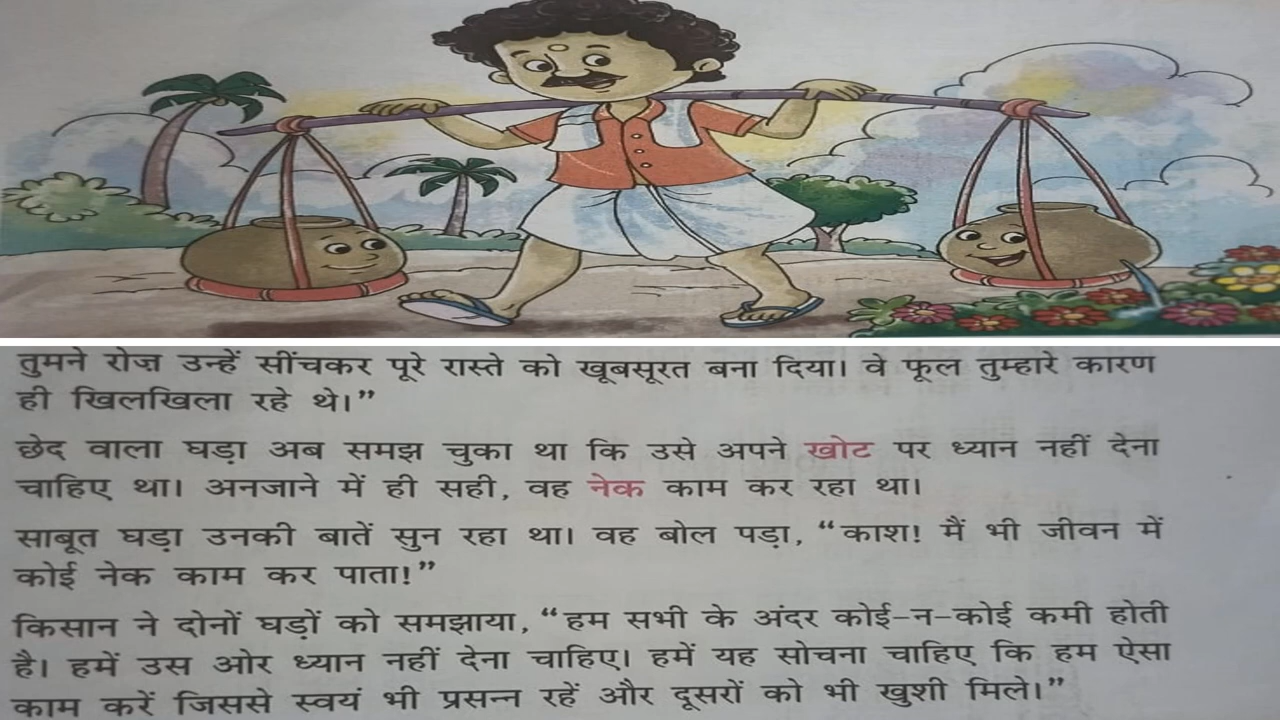 तुमने रोज़ उन्हें सींचकर पूरे रास्ते को खूबसूरत बना दिया। वे फूल तुम्हारे कारण
ही खिलखिला रहे थे।”
छेद वाला घड़ा अब समझ चुका था कि उसे अपने खोट पर ध्यान नहीं देना
चाहिए था। अनजाने में ही सही, वह नेक काम कर रहा था।
साबूत घड़ा उनकी बातें सुन रहा था। वह बोल पड़ा, “काश! मैं भी जीवन में
कोई नेक काम कर पाता!”
किसान ने दोनों घड़ों को समझाया, “हम सभी के अंदर कोई-न-कोई कमी होती
है। हमें उस ओर ध्यान नहीं देना चाहिए। हमें यह सोचना चाहिए कि हम ऐसा
काम करें जिससे स्वयं भी प्रसन्न रहें और दूसरों को भी खुशी मिले।”